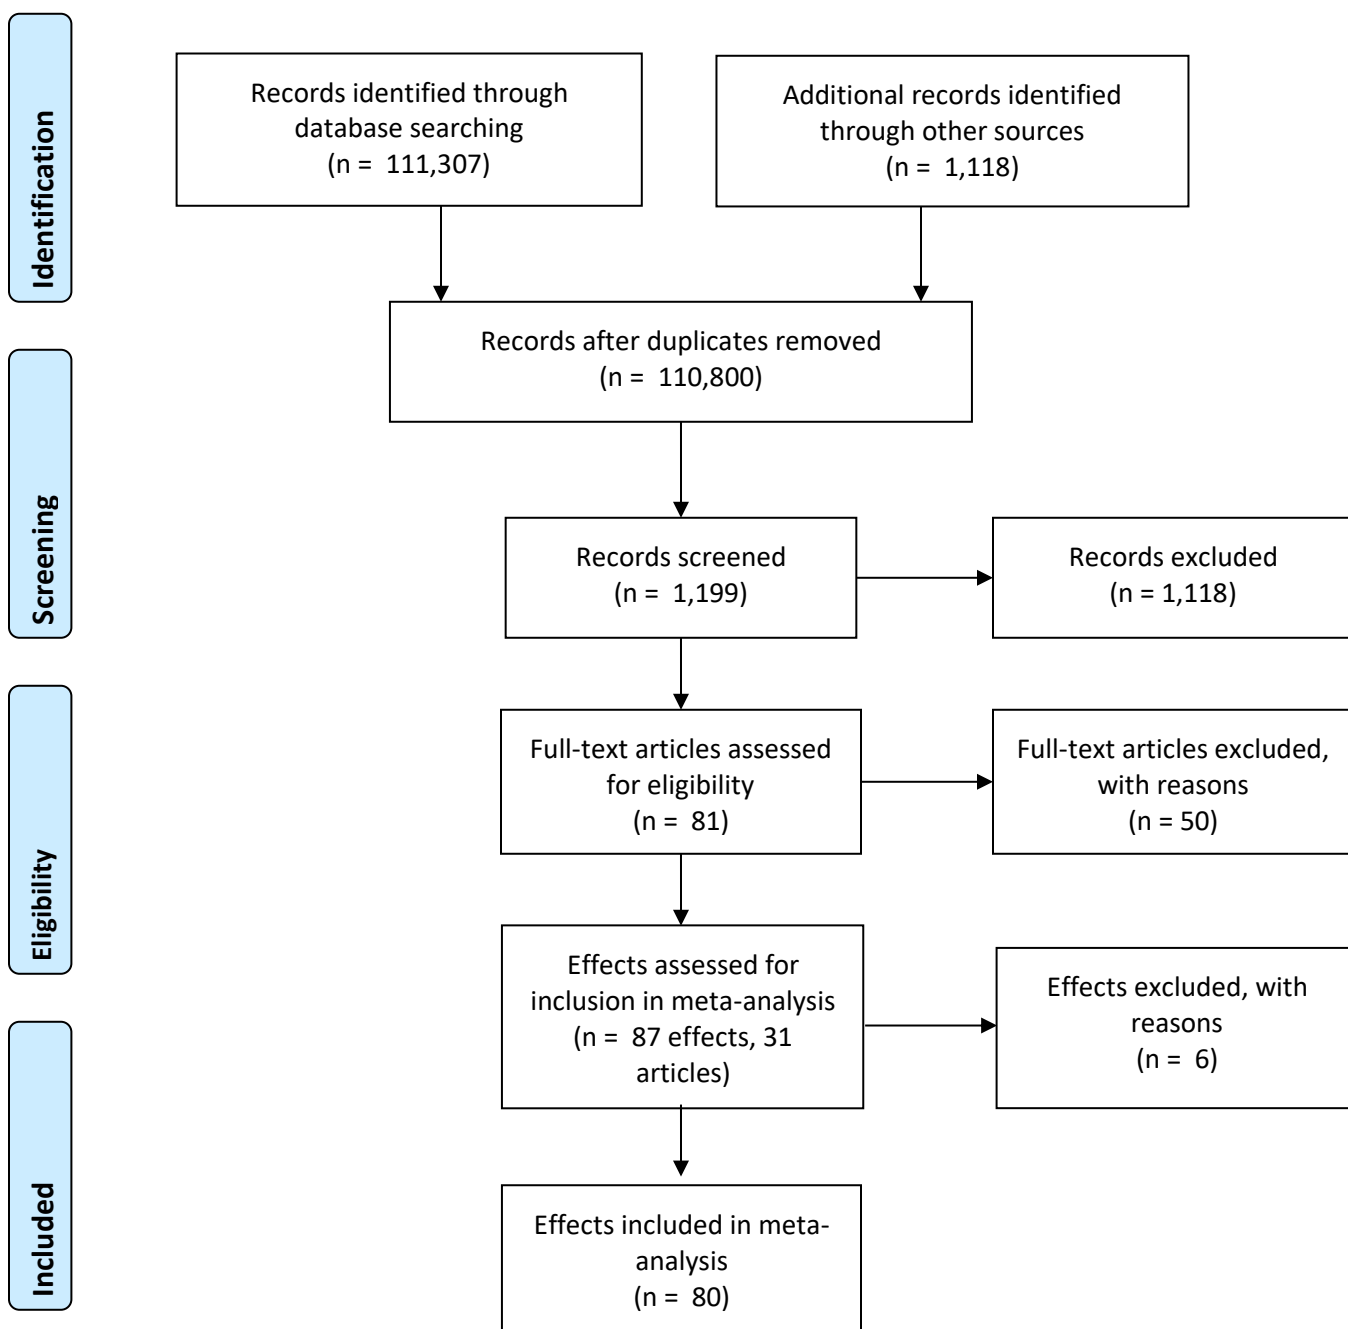 Identification
Records identified through
database searching
(n =  111,307)
Additional records identified
through other sources
(n =  1,118)
Records after duplicates removed
(n =  110,800)
Screening
Records screened
(n =  1,199)
Records excluded
(n = 1,118)
Eligibility
Full-text articles assessed
for eligibility
(n =  81)
Full-text articles excluded,
with reasons
(n = 50)
Effects assessed for
inclusion in meta-analysis
(n =  87 effects, 31
articles)
Effects excluded, with
reasons
(n =  6)
Included
Effects included in meta-
analysis
(n =  80)